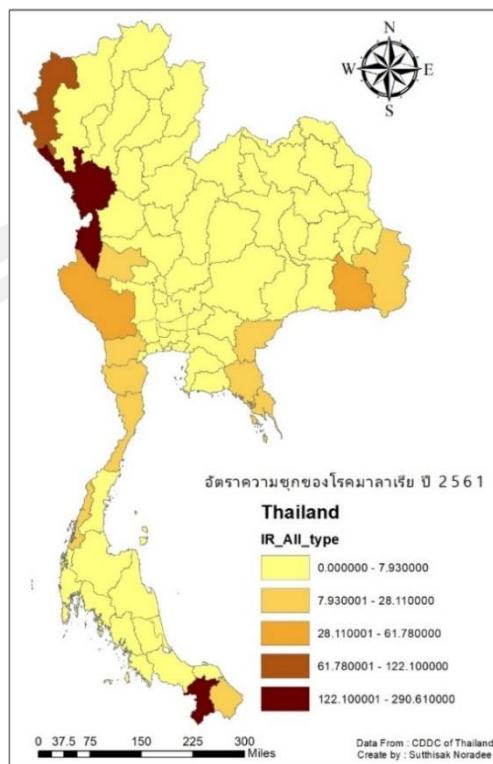 N
W E
S
อัตราความชุกของโรคมาลาเรีย ปี 2561
Thailand
IR_All_type
0.000000 - 7.930000
7.930001 - 28.110000
28.110001 - 61.780000
61.780001 - 122.100000
122.100001 - 290.610000
0 37.5 75 150 225 300
Miles
Data From : CDDC of Thailand
Create by : Sutthisak Noradee